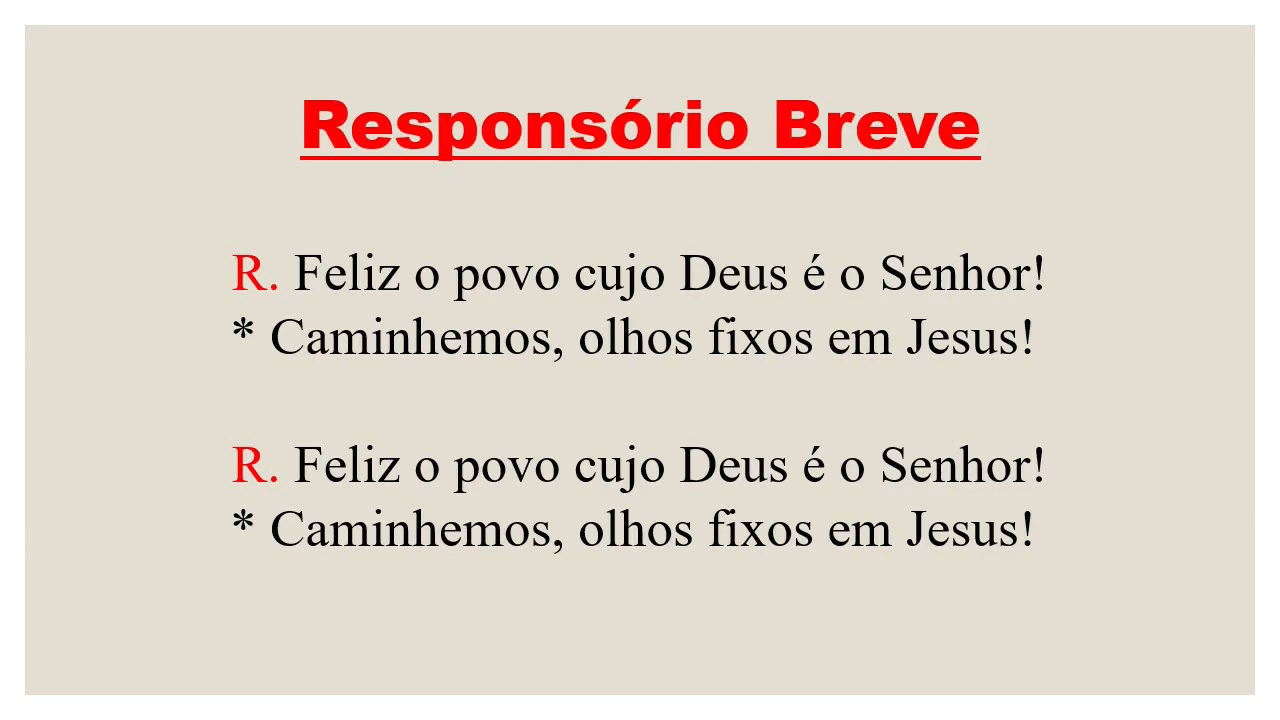 Responsório Breve
R. Feliz o povo cujo Deus é o Senhor!
* Caminhemos, olhos fixos em Jesus!
R. Feliz o povo cujo Deus é o Senhor!
* Caminhemos, olhos fixos em Jesus!